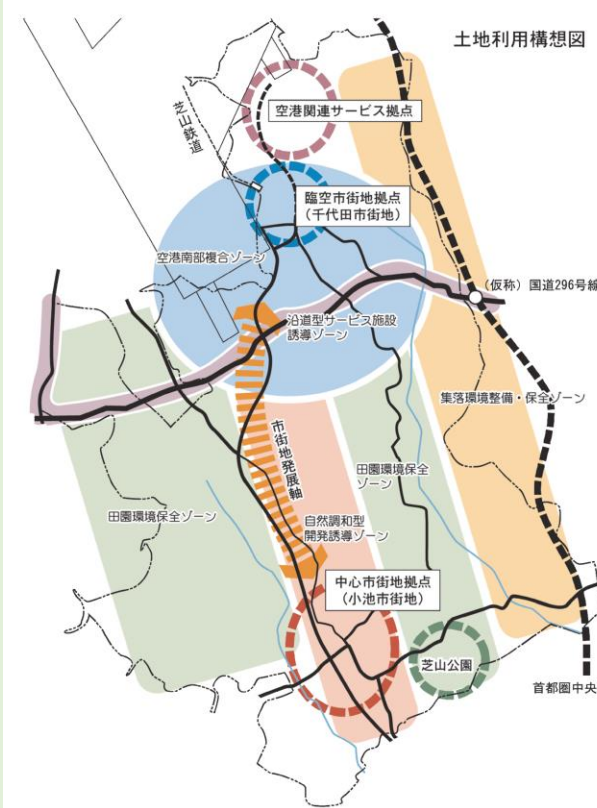 土地利用構想図
空港関連サービス拠点
芝山鉄道
臨空市街地拠点
（千代田市街地）
空港南部複合ゾーン
（仮称）国道296号線
沿道型サービス施設
誘導ゾーン
集落環境整備・保全ゾーン
市街地発展軸
田園環境保全
ゾーン
田園環境保全ゾーン
自然調和型
開発誘導ゾーン
中心市街地拠点
（小池市街地）
芝山公園
首都圏中央